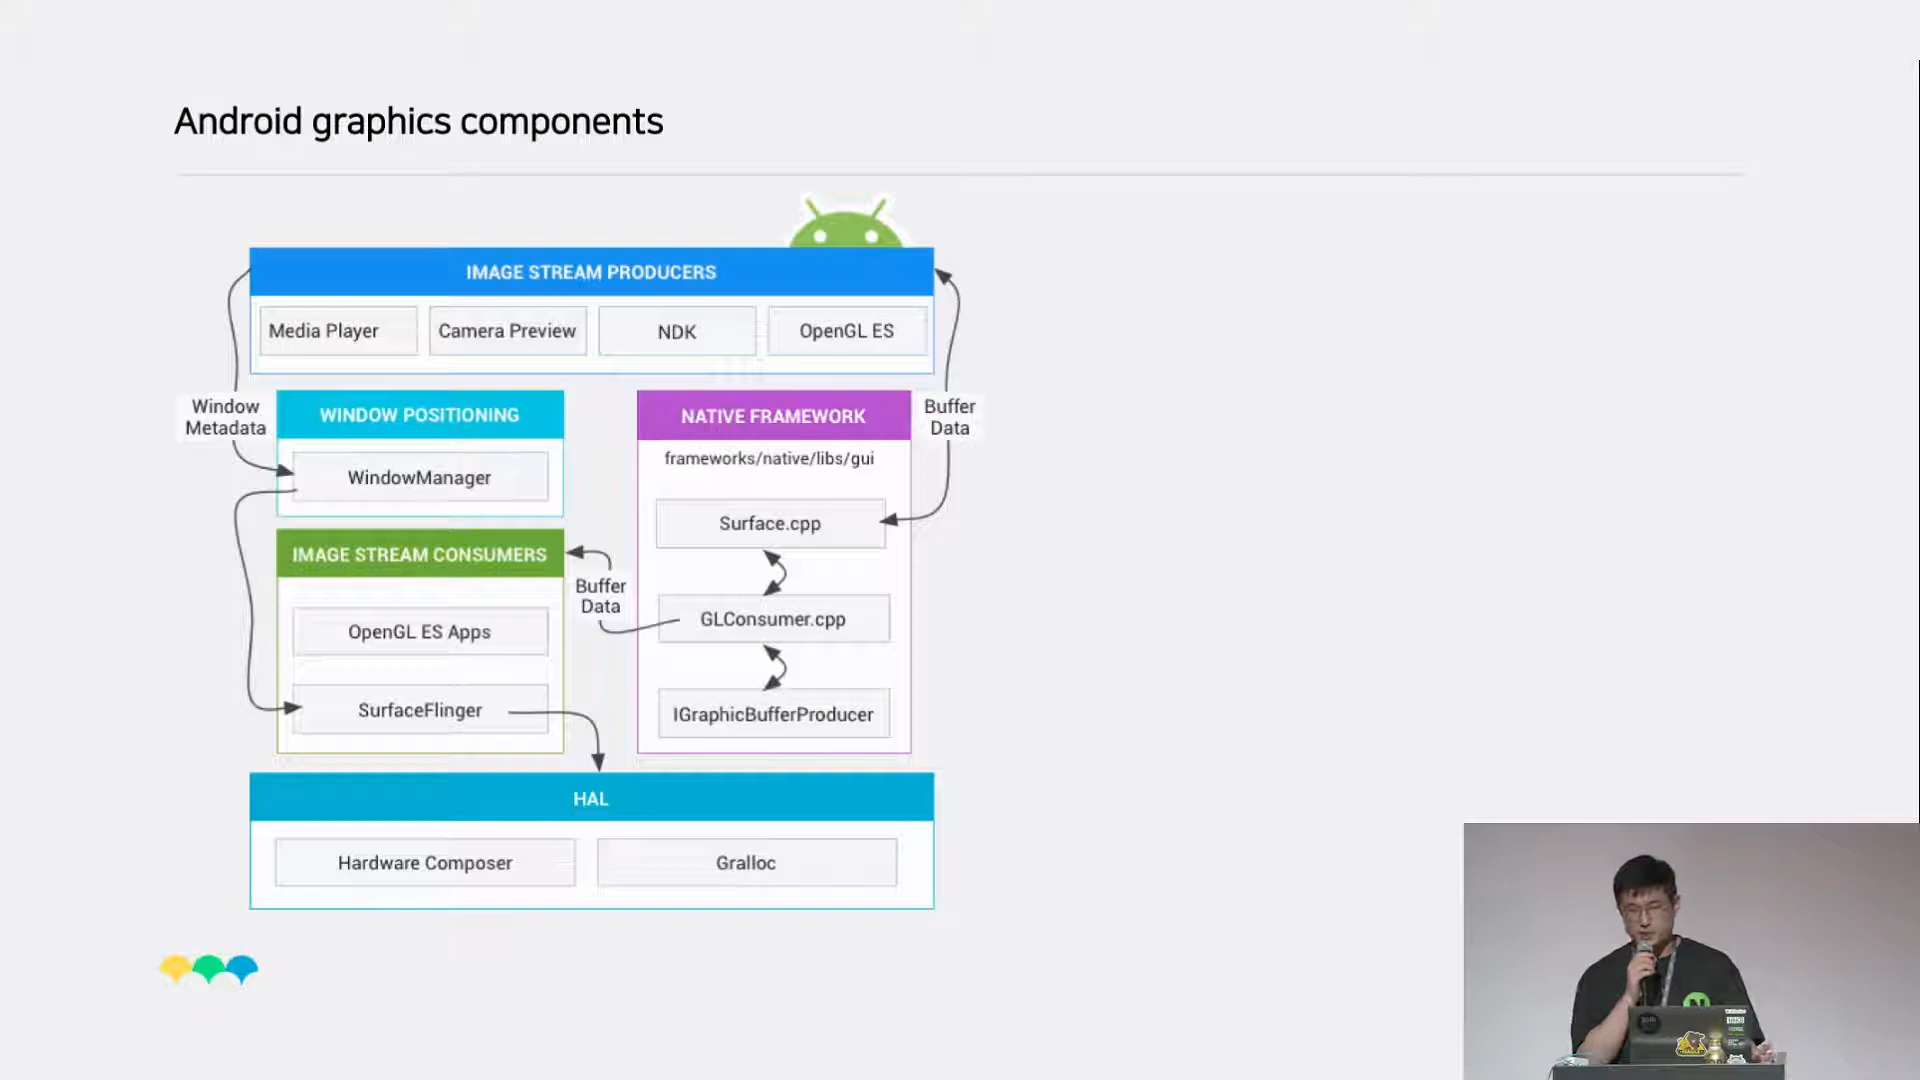 Android graphics components
IMAGE STREAM PRODUCERS
Media Player
Camera Preview
NDK
OpenGL ES
Window
Metadata
WINDOW POSITIONING
WindowManager
NATIVE FRAMEWORK
frameworks/native/libs/gui
Buffer
Data
Surface.cpp
IMAGE STREAM CONSUMERS
Buffer
Data
OpenGL ES Apps
GLConsumer.cpp
SurfaceFlinger
IGraphicBufferProducer
HAL
Hardware Composer
Gralloc